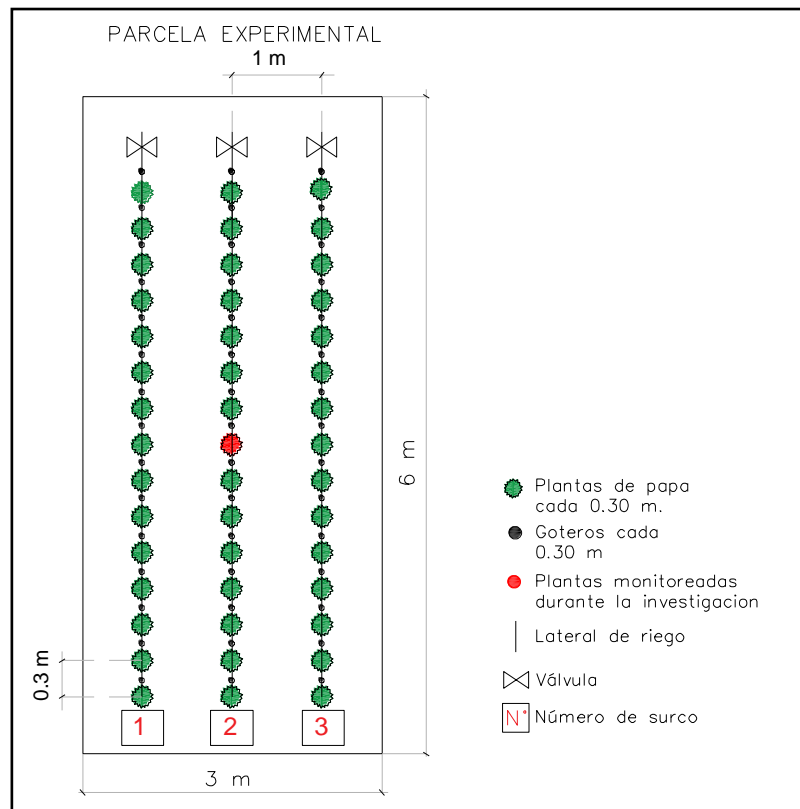 PARCELA EXPERIMENTAL
1 m
6 m
Plantas de papa
cada 0.30 m.
Goteros cada
0.30 m
Plantas monitoreadas
durante la investigacion
Lateral de riego
Válvula
N° Número de surco
0.3 m
1 2 3
3 m